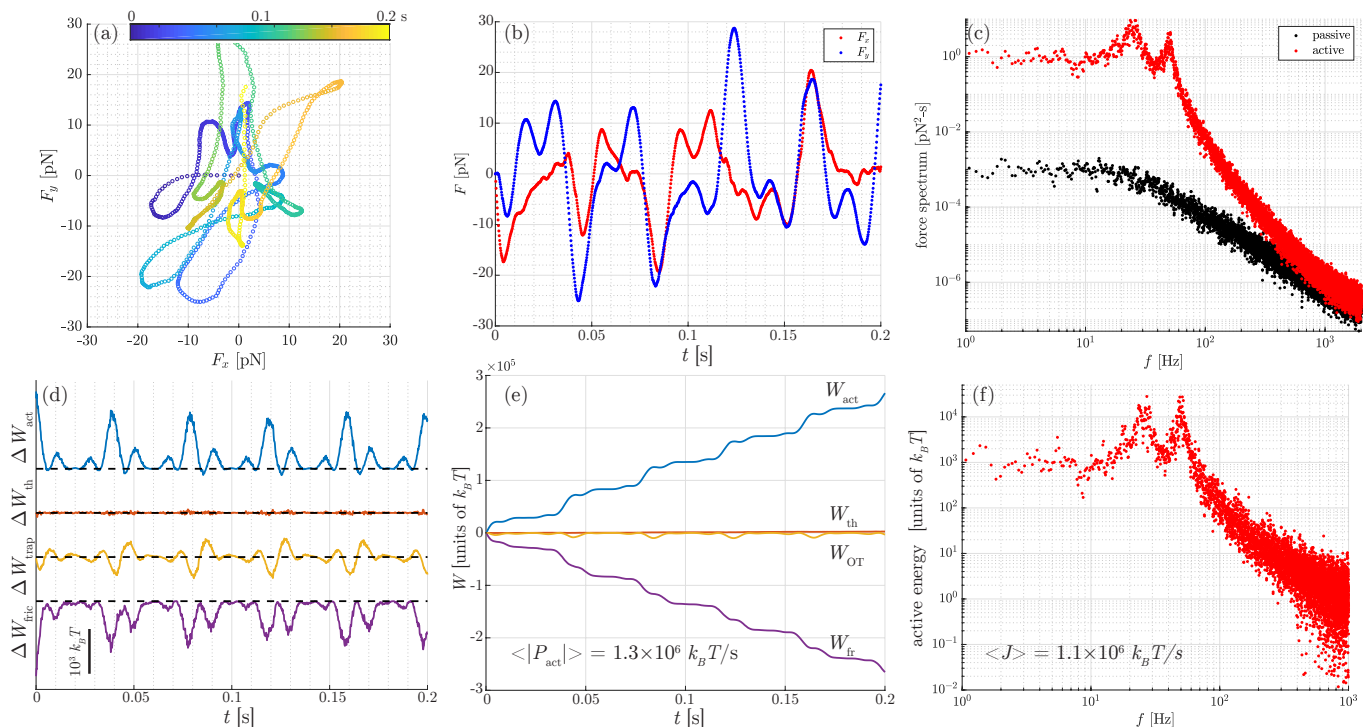 0 0.1 0.2 s
(a)
30
20
10
0
-10
-20
-30
F_y [pN]
-30 -20 -10 0 10 20 30
F_x [pN]
(b)
F_x
F_y
30
20
10
0
-10
-20
-30
F [pN]
0 0.05 0.1 0.15 0.2
t [s]
(c)
passive
active
10^0
10^-2
10^-4
10^-6
force spectrum [pN^2-s]
10^0 10^1 10^2 10^3
f [Hz]
(d)
Δ W_act
Δ W_th
Δ W_trap
Δ W_fric
10^3 k_BT
0 0.05 0.1 0.15 0.2
t [s]
×10^5
(e)
3
2
1
0
-1
-2
-3
W [units of k_BT]
W_act
W_th
W_OT
W_fr
<|P_act|> = 1.3×10^6 k_BT/s
0 0.05 0.1 0.15 0.2
t [s]
(f)
10^4
10^3
10^2
10^1
10^0
10^-1
10^-2
active energy [units of k_BT]
<J> = 1.1×10^6 k_BT/s
10^0 10^1 10^2 10^3
f [Hz]